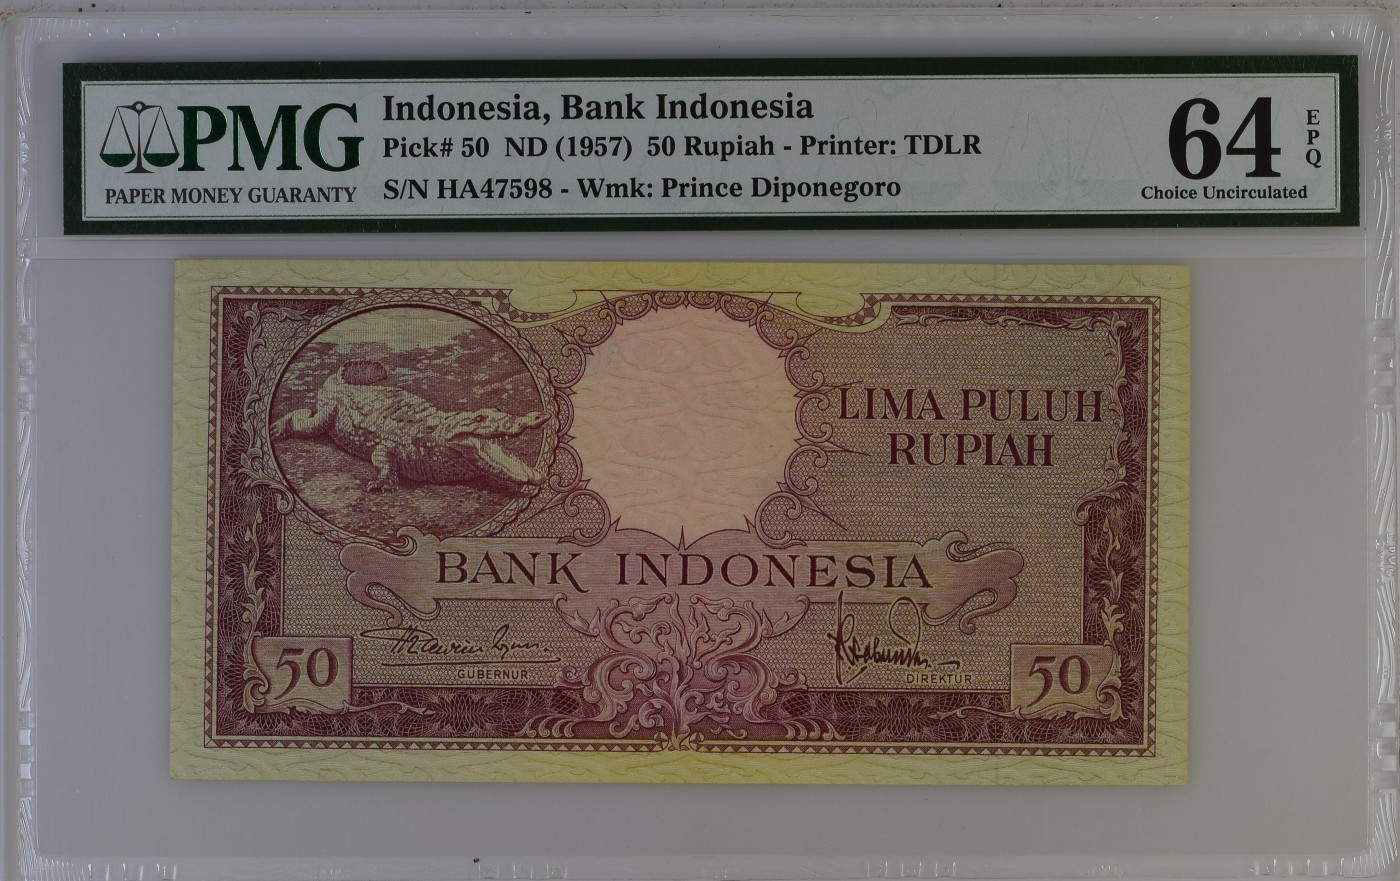 PMG
PAPER MONEY GUARANTY
Indonesia, Bank Indonesia
Pick# 50 ND (1957) 50 Rupiah - Printer: TDLR
S/N HA47598 - Wmk: Prince Diponegoro
64
EPQ
Choice Uncirculated
LIMA PULUH
RUPIAH
BANK INDONESIA
GUBERNUR
DIREKTUR
50
50